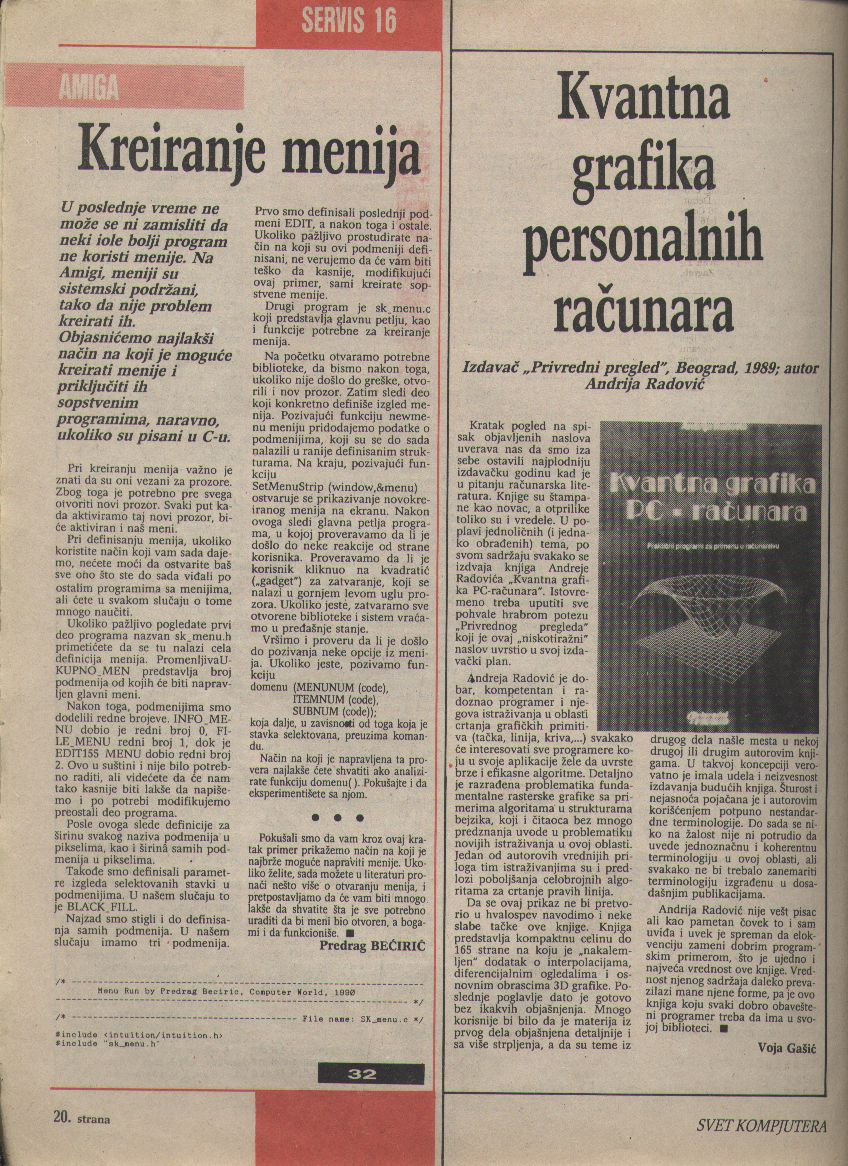 SERVIS 16
AMIGA
Kreiranje menija
U poslednje vreme ne
može se ni zamisliti da
neki iole bolji program
ne koristi menije. Na
Amigi, meniji su
sistemski podržani,
tako da nije problem
kreirati ih.
Objasnićemo najlakši
način na koji je moguće
kreirati menije i
priključiti ih
sopstvenim
programima, naravno,
ukoliko su pisani u C-u.
Pri kreiranju menija važno je
znati da su oni vezani za prozore.
Zbog toga je potrebno pre svega
otvoriti novi prozor. Svaki put ka-
da aktiviramo taj novi prozor, bi-
će aktiviran i naš meni.
Pri definisanju menija, ukoliko
koristite način koji vam sada daje-
mo, nećete moći da ostvarite baš
sve ono što ste do sada viđali po
ostalim programima sa menijima,
ali ćete u svakom slučaju o tome
mnogo naučiti.
Ukoliko pažljivo pogledate prvi
deo programa nazvan sk_menu.h
primetićete da se tu nalazi cela
definicija menija. PromenljivaU-
KUPNO_MEN predstavlja broj
podmenija od kojih će biti naprav-
ljen glavni meni.
Nakon toga, podmenijima smo
dodelili redne brojeve. INFO_ME-
NU dobio je redni broj 0, FI-
LE_MENU redni broj 1, dok je
EDIT155 MENU dobio redni broj
2. Ovo u suštini i nije bilo potreb-
no raditi, ali videćete da će nam
tako kasnije biti lakše da napiše-
mo i po potrebi modifikujemo
preostali deo programa.
Posle ovoga slede definicije za
širinu svakog naziva podmenija u
pikselima, kao i širinâ samih pod-
menija u pikselima.
Takođe smo definisali paramet-
re izgleda selektovanih stavki u
podmenijima. U našem slučaju to
je BLACK_FILL.
Najzad smo stigli i do definisa-
nja samih podmenija. U našem
slučaju imamo tri podmenija.
Prvo smo definisali poslednji pod-
meni EDIT, a nakon toga i ostale.
Ukoliko pažljivo prostudirate na-
čin na koji su ovi podmeniji defi-
nisani, ne verujemo da će vam biti
teško da kasnije, modifikujući
ovaj primer, sami kreirate sop-
stvene menije.
Drugi program je sk_menu.c
koji predstavlja glavnu petlju, kao
i funkcije potrebne za kreiranje
menija.
Na početku otvaramo potrebne
biblioteke, da bismo nakon toga,
ukoliko nije došlo do greške, otvo-
rili i nov prozor. Zatim sledi deo
koji konkretno definiše izgled me-
nija. Pozivajući funkciju newme-
nu meniju pridodajemo podatke o
podmenijima, koji su se do sada
nalazili u ranije definisanim struk-
turama. Na kraju, pozivajući fun-
kciju
SetMenuStrip (window,&menu)
ostvaruje se prikazivanje novokre-
iranog menija na ekranu. Nakon
ovoga sledi glavna petlja progra-
ma, u kojoj proveravamo da li je
došlo do neke reakcije od strane
korisnika. Proveravamo da li je
korisnik kliknuo na kvadratić
(„gadget") za zatvaranje, koji se
nalazi u gornjem levom uglu pro-
zora. Ukoliko jeste, zatvaramo sve
otvorene biblioteke i sistem vraća-
mo u pređašnje stanje.
Vršimo i proveru da li je došlo
do pozivanja neke opcije iz meni-
ja. Ukoliko jeste, pozivamo fun-
kciju
domenu (MENUNUM (code),
ITEMNUM (code),
SUBNUM (code));
koja dalje, u zavisnosti od toga koja je
stavka selektovana, preuzima koman-
du.
Način na koji je napravljena ta pro-
vera najlakše ćete shvatiti ako analizi-
rate funkciju domenu( ). Pokušajte i da
eksperimentišete sa njom.
● ● ●
Pokušali smo da vam kroz ovaj kra-
tak primer prikažemo način na koji je
najbrže moguće napraviti menije. Uko-
liko želite, sada možete u literaturi pro-
naći nešto više o otvaranju menija, i
pretpostavljamo da će vam biti mnogo
lakše da shvatite šta je sve potrebno
uraditi da bi meni bio otvoren, a boga-
mi i da funkcioniše. ■
Predrag BEĆIRIĆ
/* ------------------------------------------------
Menu Run by Predrag Beciric, Computer World, 1990
------------------------------------------------ */
/* ---------------------------------- File name: SK_menu.c */
#include <intuition/intuition.h>
#include "sk_menu.h"
32
20. strana
Kvantna
grafika
personalnih
računara
Izdavač „Privredni pregled", Beograd, 1989; autor
Andrija Radović
Kratak pogled na spi-
sak objavljenih naslova
uverava nas da smo iza
sebe ostavili najplodniju
izdavačku godinu kad je
u pitanju računarska lite-
ratura. Knjige su štampa-
ne kao novac, a otprilike
toliko su i vredele. U po-
plavi jednoličnih (i jedna-
ko obrađenih) tema, po
svom sadržaju svakako se
izdvaja knjiga Andreje
Radovića „Kvantna grafi-
ka PC-računara". Istovre-
meno treba uputiti sve
pohvale hrabrom potezu
„Privrednog pregleda"
koji je ovaj „niskotiražni"
naslov uvrstio u svoj izda-
vački plan.
Andreja Radović je do-
bar, kompetentan i ra-
doznao programer i nje-
gova istraživanja u oblasti
crtanja grafičkih primiti-
va (tačka, linija, kriva,...) svakako
će interesovati sve programere ko-
ju u svoje aplikacije žele da uvrste
brze i efikasne algoritme. Detaljno
je razrađena problematika funda-
mentalne rasterske grafike sa pri-
merima algoritama u strukturama
bejzika, koji i čitaoca bez mnogo
predznanja uvode u problematiku
novijih istraživanja u ovoj oblasti.
Jedan od autorovih vrednijih pri-
loga tim istraživanjima su i pred-
lozi poboljšanja celobrojnih algo-
ritama za crtanje pravih linija.
Da se ovaj prikaz ne bi pretvo-
rio u hvalospev navodimo i neke
slabe tačke ove knjige. Knjiga
predstavlja kompaktnu celinu do
165 strane na koju je „nakalem-
ljen" dodatak o interpolacijama,
diferencijalnim ogledalima i os-
novnim obrascima 3D grafike. Po-
slednje poglavlje dato je gotovo
bez ikakvih objašnjena. Mnogo
korisnije bi bilo da je materija iz
prvog dela objašnjena detaljnije i
sa više strpljenja, a da su teme iz
Kvantna grafika
PC - računara
Praktični programi za primenu u računarstvu
drugog dela našle mesta u nekoj
drugoj ili drugim autorovim knji-
gama. U takvoj koncepciji vero-
vatno je imala udela i neizvesnost
izdavanja budućih knjiga. Šturost i
nejasnoća pojačana je i autorovim
korišćenjem potpuno nestandar-
dne terminologije. Do sada se ni-
ko na žalost nije ni potrudio da
uvede jednoznačnu i koherentnu
terminologiju u ovoj oblasti, ali
svakako ne bi trebalo zanemariti
terminologiju izgrađenu u dosa-
dašnjim publikacijama.
Andrija Radović nije vešt pisac
ali kao pametan čovek to i sam
uviđa i uvek je spreman da elok-
venciju zameni dobrim program-
skim primerom, što je ujedno i
najveća vrednost ove knjige. Vred-
nost njenog sadržaja daleko preva-
zilazi mane njene forme, pa je ovo
knjiga koju svaki dobro obavešte-
ni programer treba da ima u svo-
joj biblioteci. ■
Voja Gašić
SVET KOMPJUTERA